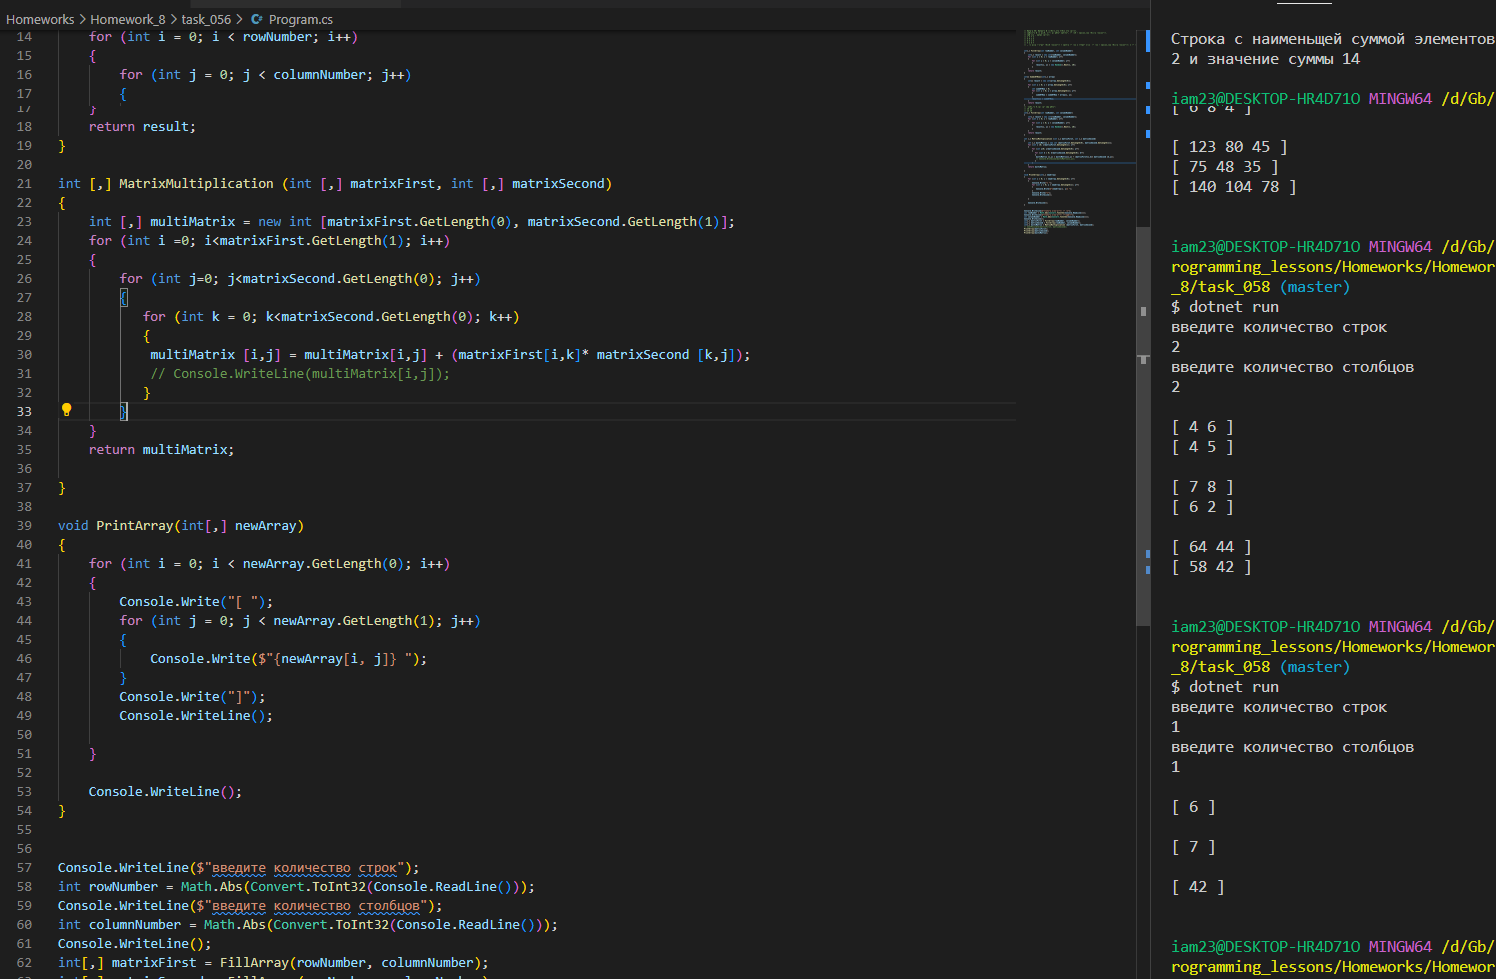 Homeworks > Homework_8 > task_056 > C# Program.cs
14 for (int i = 0; i < rowNumber; i++)
15 {
16 for (int j = 0; j < columnNumber; j++)
17 {
17 }
18 return result;
19 }
20
21 int [,] MatrixMultiplication (int [,] matrixFirst, int [,] matrixSecond)
22 {
23 int [,] multiMatrix = new int [matrixFirst.GetLength(0), matrixSecond.GetLength(1)];
24 for (int i =0; i<matrixFirst.GetLength(1); i++)
25 {
26 for (int j=0; j<matrixSecond.GetLength(0); j++)
27 {
28 for (int k = 0; k<matrixSecond.GetLength(0); k++)
29 {
30 multiMatrix [i,j] = multiMatrix[i,j] + (matrixFirst[i,k]* matrixSecond [k,j]);
31 // Console.WriteLine(multiMatrix[i,j]);
32 }
33 }
34 }
35 return multiMatrix;
36
37 }
38
39 void PrintArray(int[,] newArray)
40 {
41 for (int i = 0; i < newArray.GetLength(0); i++)
42 {
43 Console.Write("[ ");
44 for (int j = 0; j < newArray.GetLength(1); j++)
45 {
46 Console.Write($"{newArray[i, j]} ");
47 }
48 Console.Write("]");
49 Console.WriteLine();
50
51 }
52
53 Console.WriteLine();
54 }
55
56
57 Console.WriteLine($"введите количество строк");
58 int rowNumber = Math.Abs(Convert.ToInt32(Console.ReadLine()));
59 Console.WriteLine($"введите количество столбцов");
60 int columnNumber = Math.Abs(Convert.ToInt32(Console.ReadLine()));
61 Console.WriteLine();
62 int[,] matrixFirst = FillArray(rowNumber, columnNumber);
Строка с наименьщей суммой элементов
2 и значение суммы 14
iam23@DESKTOP-HR4D71O MINGW64 /d/Gb/
[ 6 8 4 ]
[ 123 80 45 ]
[ 75 48 35 ]
[ 140 104 78 ]
iam23@DESKTOP-HR4D71O MINGW64 /d/Gb/
rogramming_lessons/Homeworks/Homewor
_8/task_058 (master)
$ dotnet run
введите количество строк
2
введите количество столбцов
2
[ 4 6 ]
[ 4 5 ]
[ 7 8 ]
[ 6 2 ]
[ 64 44 ]
[ 58 42 ]
iam23@DESKTOP-HR4D71O MINGW64 /d/Gb/
rogramming_lessons/Homeworks/Homewor
_8/task_058 (master)
$ dotnet run
введите количество строк
1
введите количество столбцов
1
[ 6 ]
[ 7 ]
[ 42 ]
iam23@DESKTOP-HR4D71O MINGW64 /d/Gb/
rogramming_lessons/Homeworks/Homewor